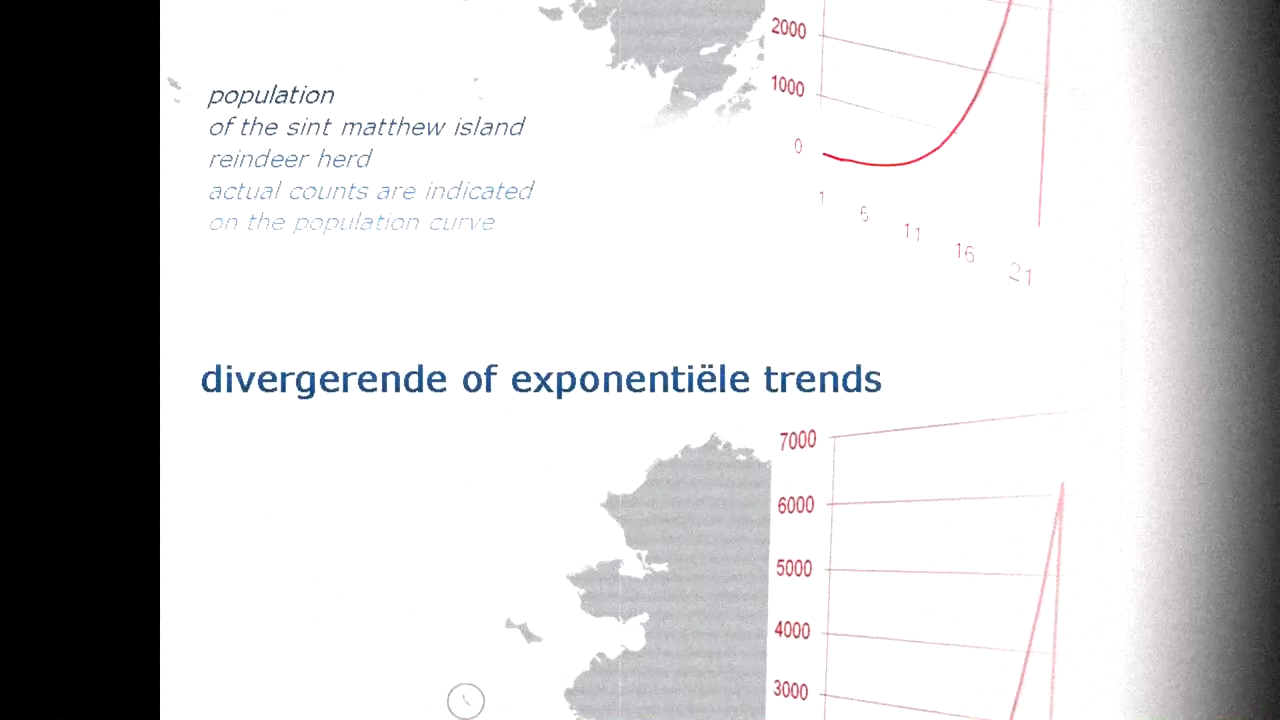 2000
1000
0
1
6
11
16
21
population
of the sint matthew island
reindeer herd
actual counts are indicated
on the population curve
divergerende of exponentiële trends
7000
6000
5000
4000
3000